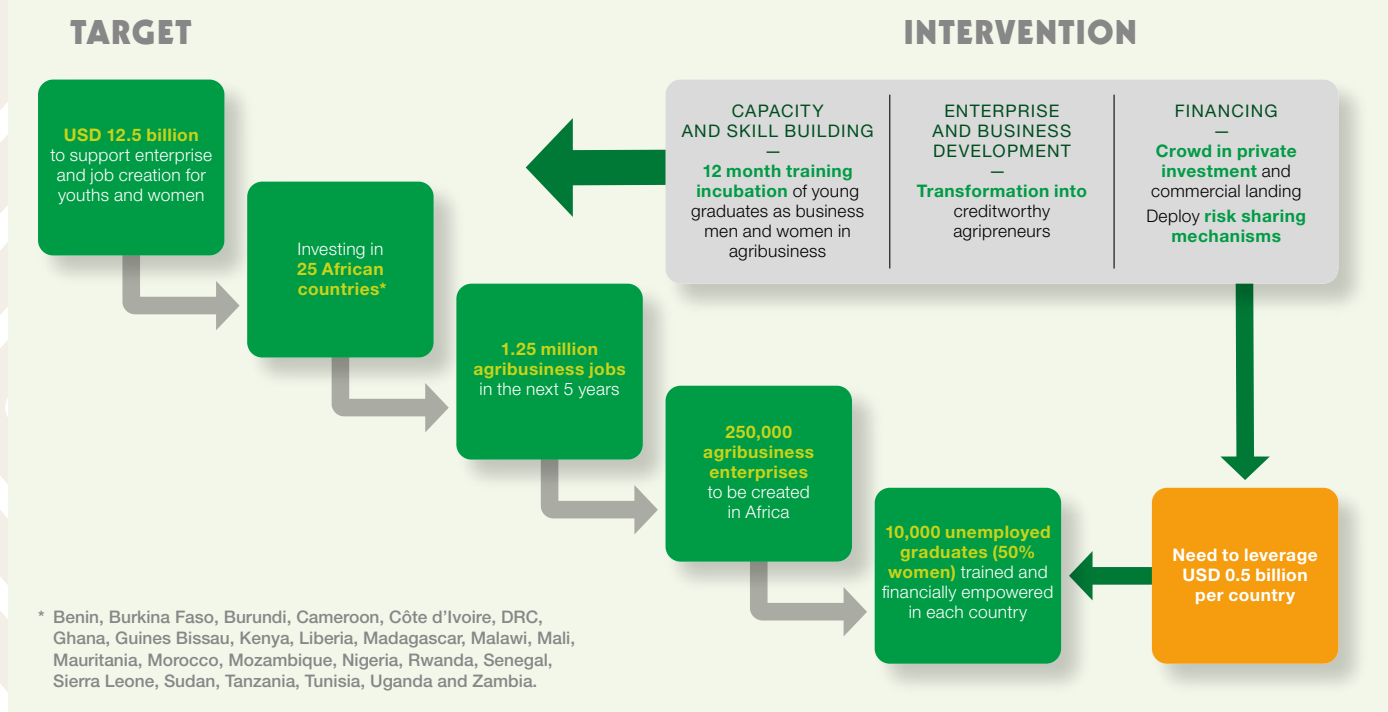 TARGET
INTERVENTION
USD 12.5 billion
to support enterprise
and job creation for
youths and women
Investing in
25 African
countries*
1.25 million
agribusiness jobs
in the next 5 years
250,000
agribusiness
enterprises
to be created
in Africa
10,000 unemployed
graduates (50%
women) trained and
financially empowered
in each country
CAPACITY
AND SKILL BUILDING
—
12 month training
incubation of young
graduates as business
men and women in
agribusiness
ENTERPRISE
AND BUSINESS
DEVELOPMENT
—
Transformation into
creditworthy
agripreneurs
FINANCING
—
Crowd in private
investment and
commercial landing
Deploy risk sharing
mechanisms
Need to leverage
USD 0.5 billion
per country
* Benin, Burkina Faso, Burundi, Cameroon, Côte d’Ivoire, DRC,
Ghana, Guines Bissau, Kenya, Liberia, Madagascar, Malawi, Mali,
Mauritania, Morocco, Mozambique, Nigeria, Rwanda, Senegal,
Sierra Leone, Sudan, Tanzania, Tunisia, Uganda and Zambia.